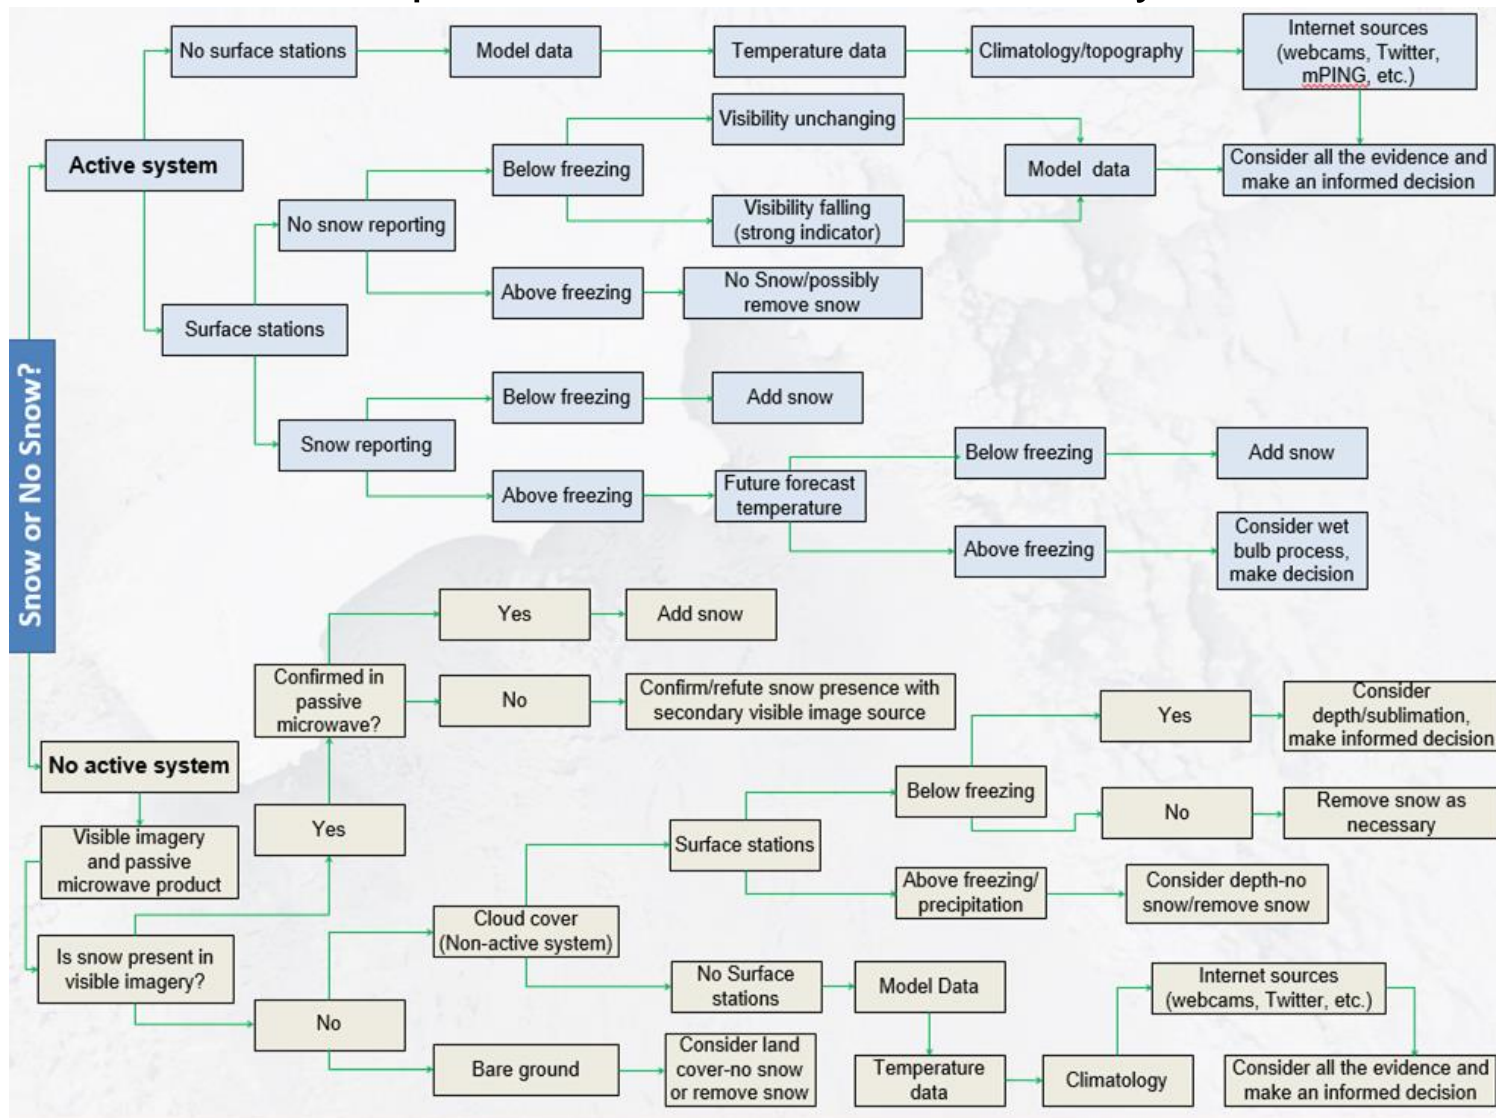 No surface stations
Model data
Temperature data
Climatology/topography
Internet sources
(webcams, Twitter,
mPING, etc.)
Visibility unchanging
Active system
Below freezing
Model data
Consider all the evidence and
make an informed decision
No snow reporting
Visibility falling
(strong indicator)
Above freezing
No Snow/possibly
remove snow
Surface stations
Snow or No Snow?
Below freezing
Add snow
Snow reporting
Below freezing
Add snow
Above freezing
Future forecast
temperature
Above freezing
Consider wet
bulb process,
make decision
Yes
Add snow
Confirmed in
passive
microwave?
No
Confirm/refute snow presence with
secondary visible image source
Yes
Consider
depth/sublimation,
make informed decision
No active system
Below freezing
No
Remove snow as
necessary
Yes
Visible imagery
and passive
microwave product
Surface stations
Above freezing/
precipitation
Consider depth-no
snow/remove snow
Cloud cover
(Non-active system)
Is snow present in
visible imagery?
No Surface
stations
Model Data
Internet sources
(webcams, Twitter, etc.)
No
Bare ground
Consider land
cover-no snow
or remove snow
Temperature
data
Climatology
Consider all the evidence and
make an informed decision